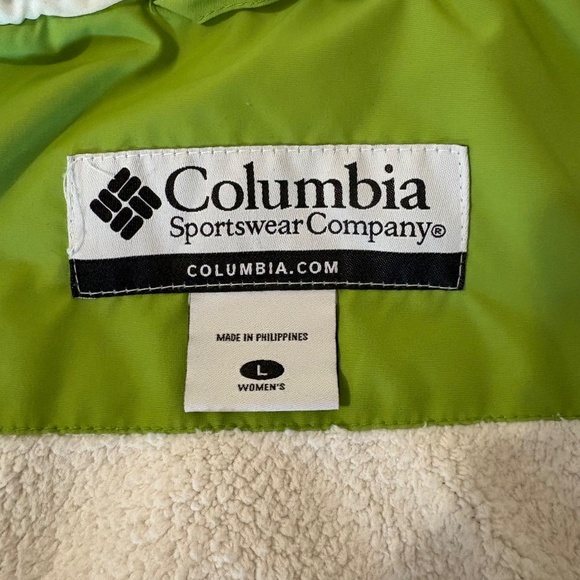 Columbia
Sportswear Company®
COLUMBIA.COM
MADE IN PHILIPPINES
L
WOMEN'S